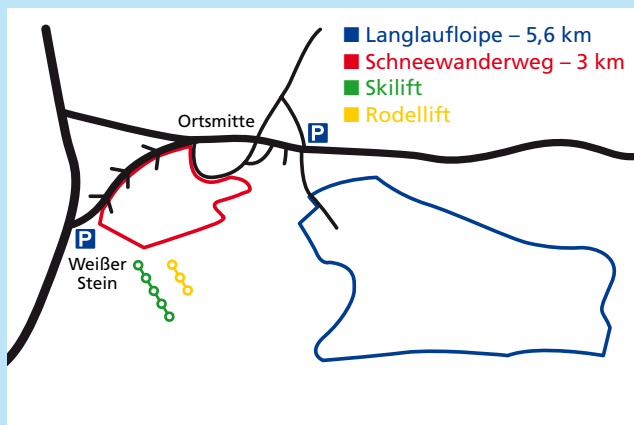 Langlaufloipe – 5,6 km
Schneewanderweg – 3 km
Skilift
Rodellift
Ortsmitte
P
P
Weißer
Stein